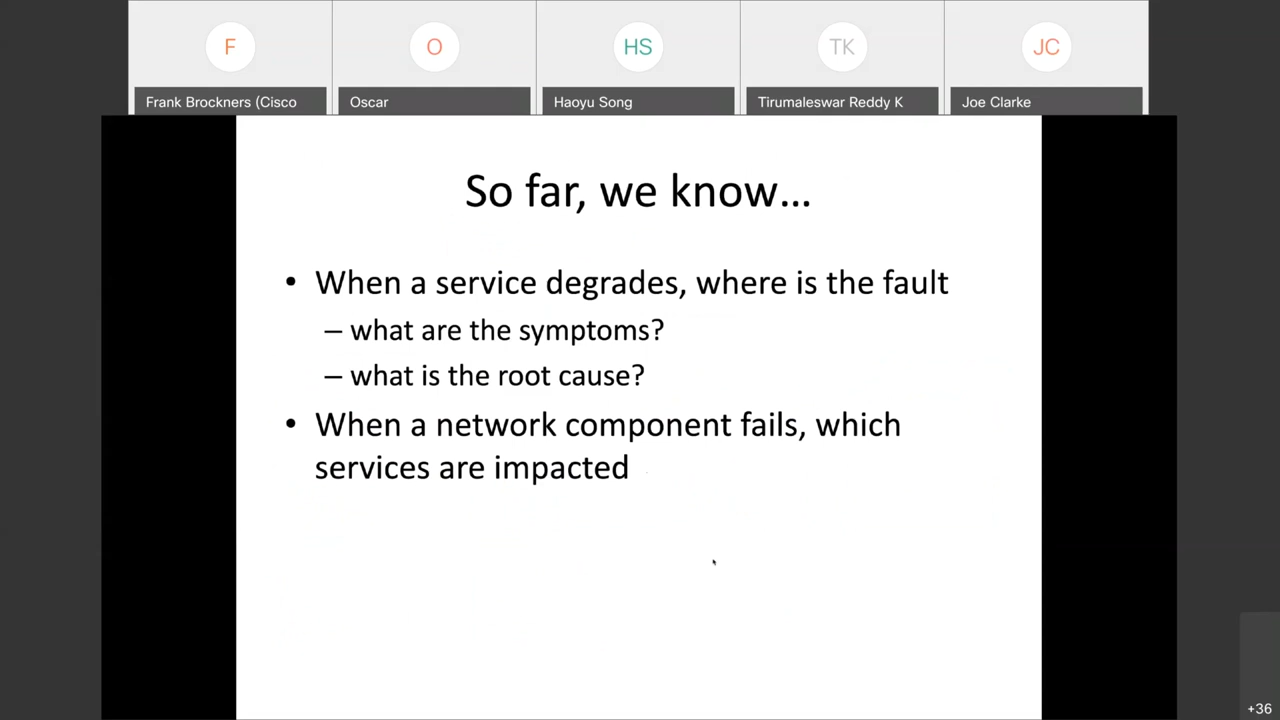 F
O
HS
TK
JC
Frank Brockners (Cisco
Oscar
Haoyu Song
Tirumaleswar Reddy K
Joe Clarke
So far, we know...
• When a service degrades, where is the fault
– what are the symptoms?
– what is the root cause?
• When a network component fails, which
services are impacted
+36